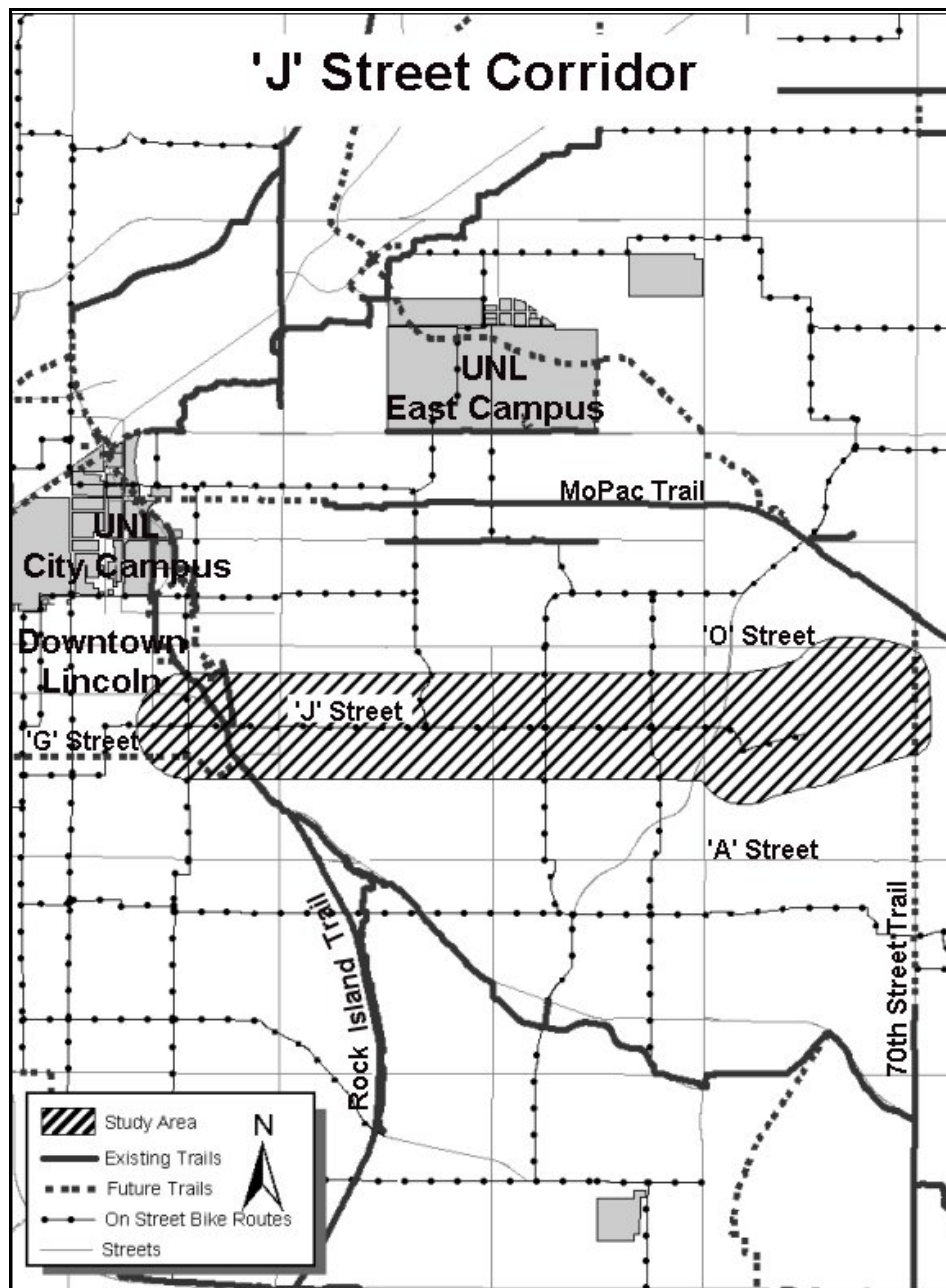 'J' Street Corridor
UNL
East Campus
MoPac Trail
UNL
City Campus
'O' Street
Downtown
Lincoln
'J' Street
'G' Street
'A' Street
Rock Island Trail
70th Street Trail
Study Area
N
Existing Trails
Future Trails
On Street Bike Routes
Streets